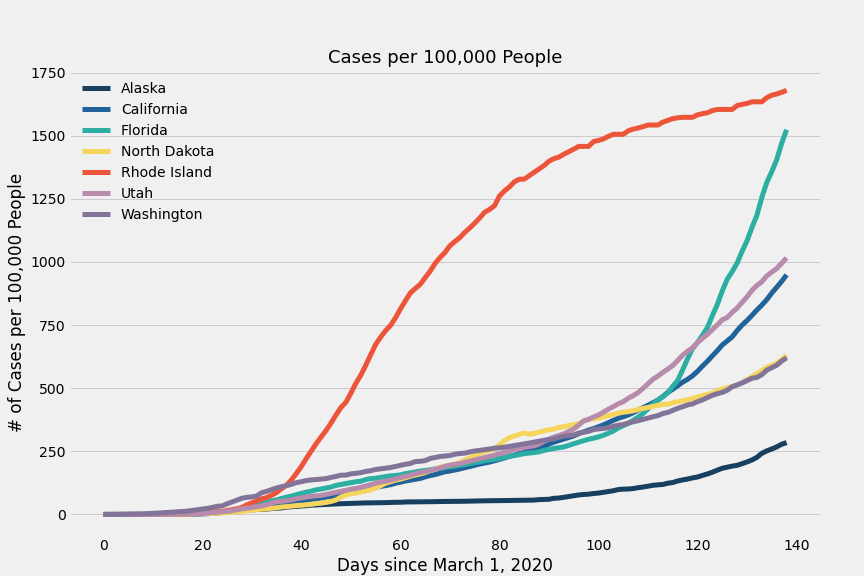 Cases per 100,000 People
# of Cases per 100,000 People
1750
1500
1250
1000
750
500
250
0
Alaska
California
Florida
North Dakota
Rhode Island
Utah
Washington
0 20 40 60 80 100 120 140
Days since March 1, 2020